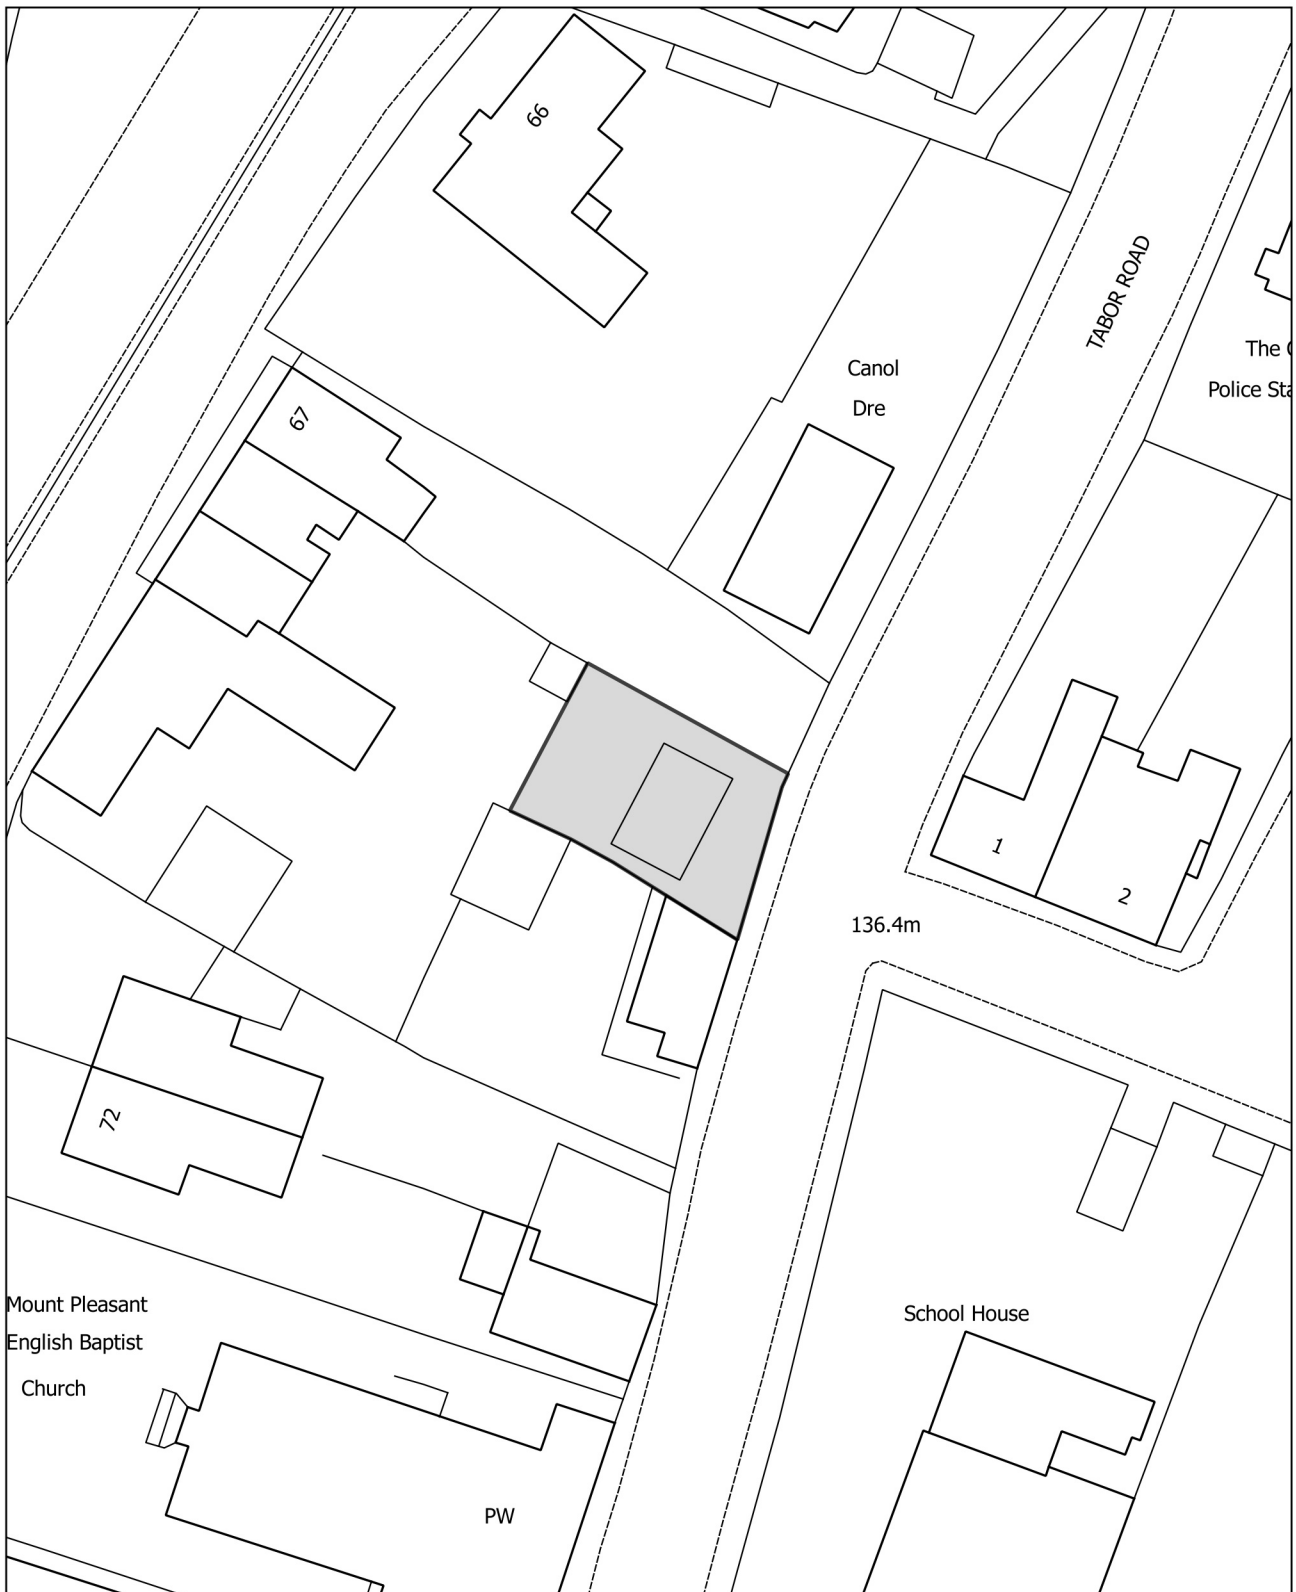 66
TABOR ROAD
The
Police
Canol
Dre
67
1
2
136.4m
72
Mount Pleasant
English Baptist
Church
School House
PW